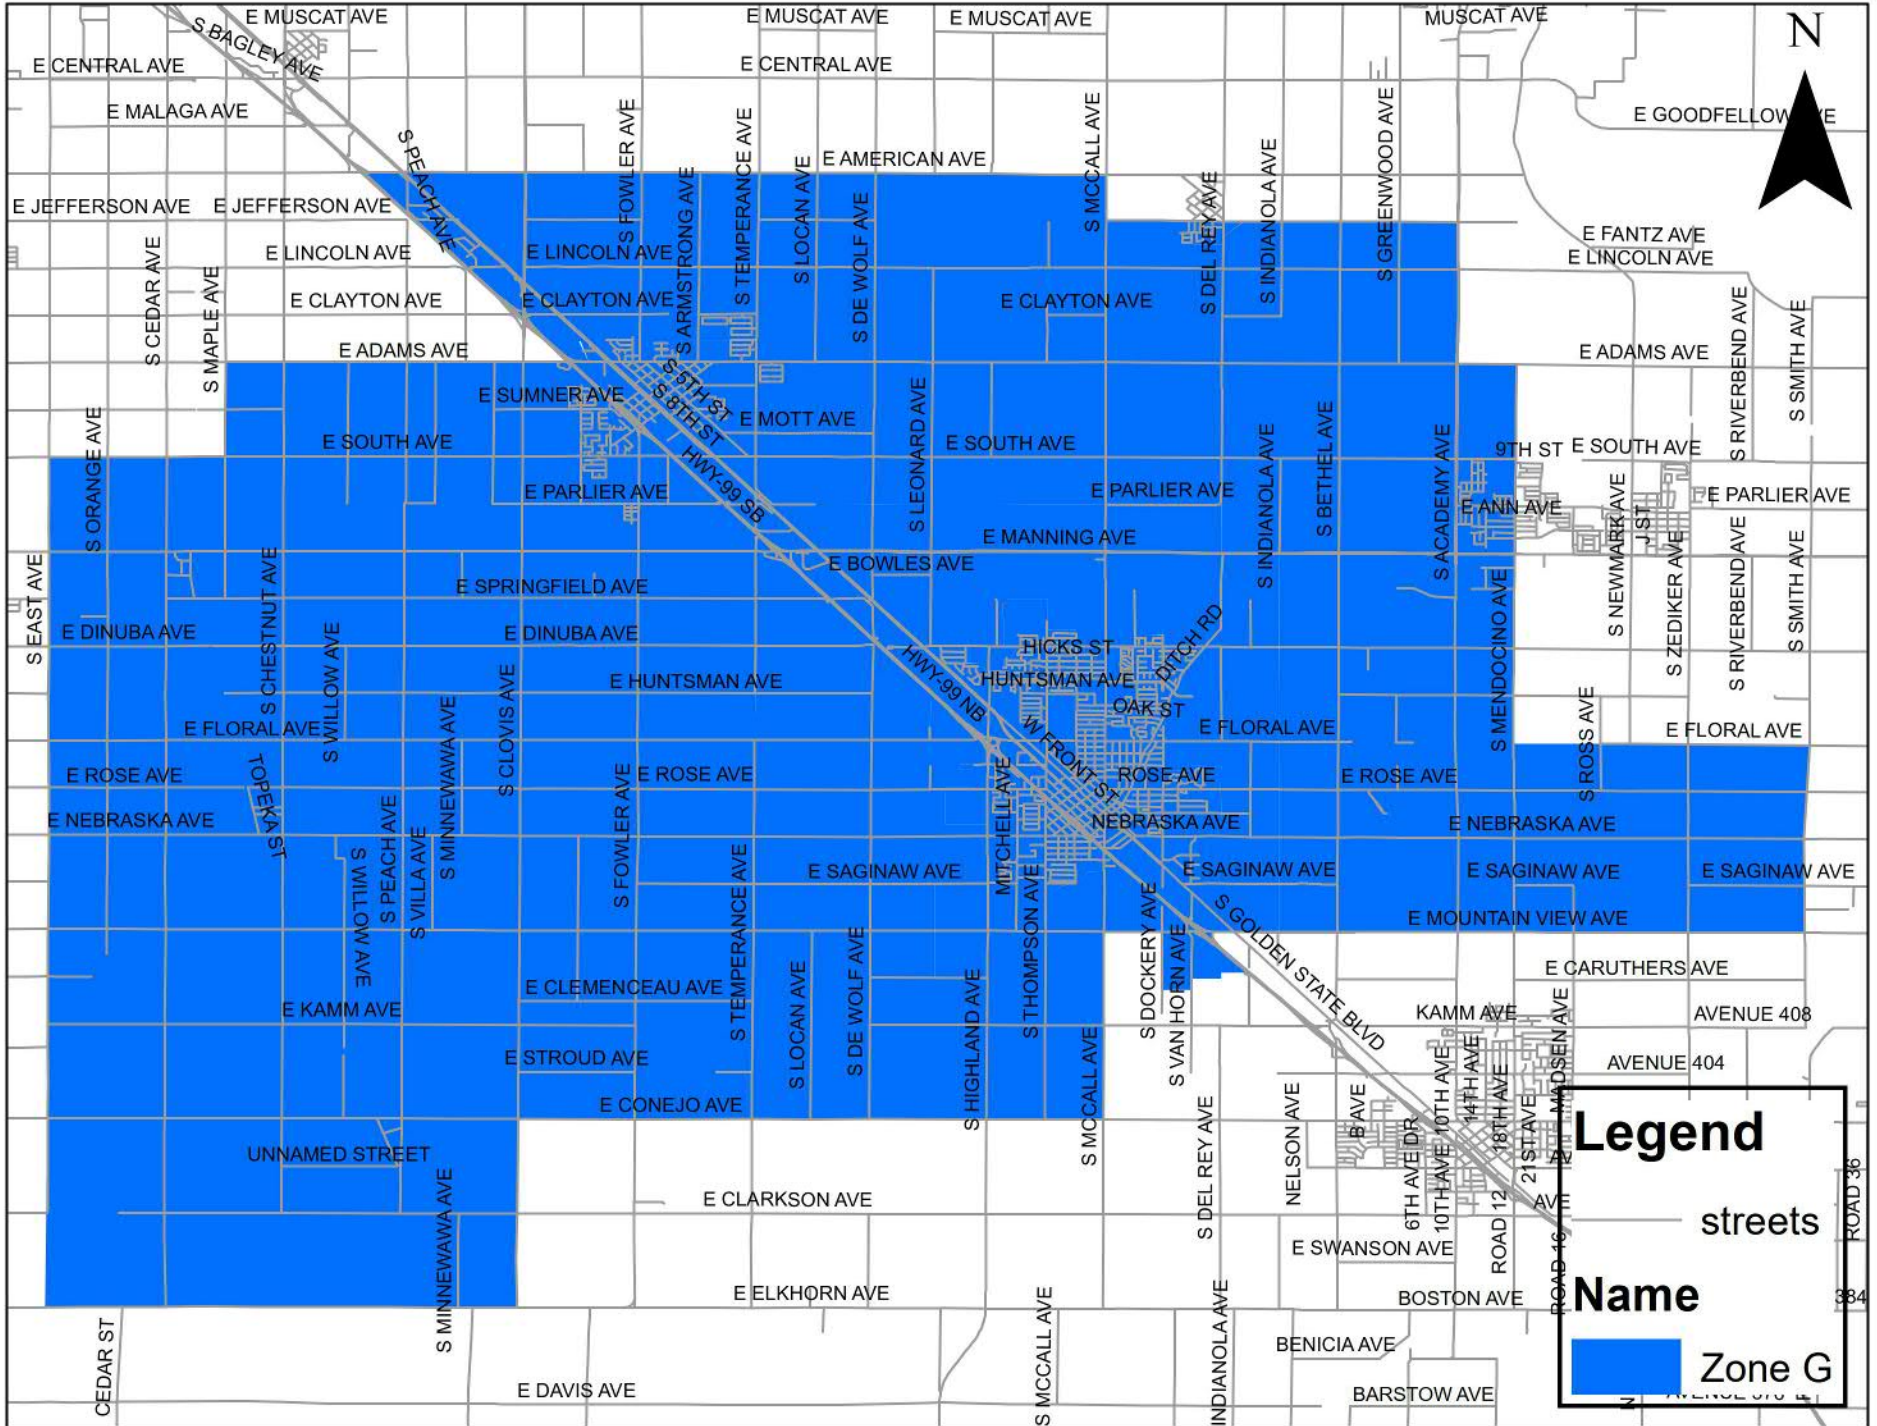 E MUSCAT AVE
E MUSCAT AVE
E MUSCAT AVE
MUSCAT AVE
N
S BAGLEY AVE
E CENTRAL AVE
E CENTRAL AVE
E MALAGA AVE
E GOODFELLOW AVE
S PEACH AVE
S FOWLER AVE
S TEMPERANCE AVE
E AMERICAN AVE
S MCCALL AVE
S GREENWOOD AVE
E JEFFERSON AVE
E JEFFERSON AVE
S ARMSTRONG AVE
S LOCAN AVE
S DE WOLF AVE
S DEL REY AVE
S INDIANOLA AVE
E FANTZ AVE
E LINCOLN AVE
E LINCOLN AVE
E LINCOLN AVE
S CEDAR AVE
S MAPLE AVE
E CLAYTON AVE
E CLAYTON AVE
E CLAYTON AVE
E ADAMS AVE
E ADAMS AVE
S RIVERBEND AVE
S SMITH AVE
S 5TH ST
S 8TH ST
E SUMNER AVE
E MOTT AVE
S ORANGE AVE
E SOUTH AVE
S LEONARD AVE
E SOUTH AVE
S INDIANOLA AVE
S BETHEL AVE
S ACADEMY AVE
9TH ST
E SOUTH AVE
HWY-99 SB
E PARLIER AVE
E PARLIER AVE
E PARLIER AVE
E ANN AVE
S NEWMARK AVE
J ST
E MANNING AVE
S EAST AVE
S CHESTNUT AVE
E BOWLES AVE
E SPRINGFIELD AVE
S MENDOCINO AVE
S ZEDIKER AVE
S RIVERBEND AVE
S SMITH AVE
E DINUBA AVE
S WILLOW AVE
E DINUBA AVE
HICKS ST
DITCH RD
HWY-99 NB
E HUNTSMAN AVE
HUNTSMAN AVE
S CLOVIS AVE
OAK ST
E FLORAL AVE
S MINNEWAWA AVE
W FRONT ST
E FLORAL AVE
S ROSS AVE
E FLORAL AVE
E ROSE AVE
TOPEKA ST
E ROSE AVE
MITCHELL AVE
ROSE AVE
E ROSE AVE
E NEBRASKA AVE
S PEACH AVE
S VILLA AVE
S FOWLER AVE
NEBRASKA AVE
E NEBRASKA AVE
S WILLOW AVE
S TEMPERANCE AVE
E SAGINAW AVE
S THOMPSON AVE
E SAGINAW AVE
E SAGINAW AVE
E SAGINAW AVE
S DOCKERY AVE
S GOLDEN STATE BLVD
E MOUNTAIN VIEW AVE
S DE WOLF AVE
S VAN HORN AVE
E CARUTHERS AVE
E CLEMENCEAU AVE
S LOCAN AVE
S HIGHLAND AVE
E KAMM AVE
KAMM AVE
MADSEN AVE
AVENUE 408
E STROUD AVE
S MCCALL AVE
AVENUE 404
E CONEJO AVE
S DEL REY AVE
NELSON AVE
B AVE
6TH AVE DR
10TH AVE
10TH AVE
14TH AVE
18TH AVE
21ST AVE
UNNAMED STREET
S MINNEWAWA AVE
E CLARKSON AVE
ROAD 12
AVE
ROAD 16
ROAD 36
E SWANSON AVE
E ELKHORN AVE
BOSTON AVE
384
CEDAR ST
S MCCALL AVE
INDIANOLA AVE
BENICIA AVE
E DAVIS AVE
BARSTOW AVE
Legend
streets
Name
Zone G